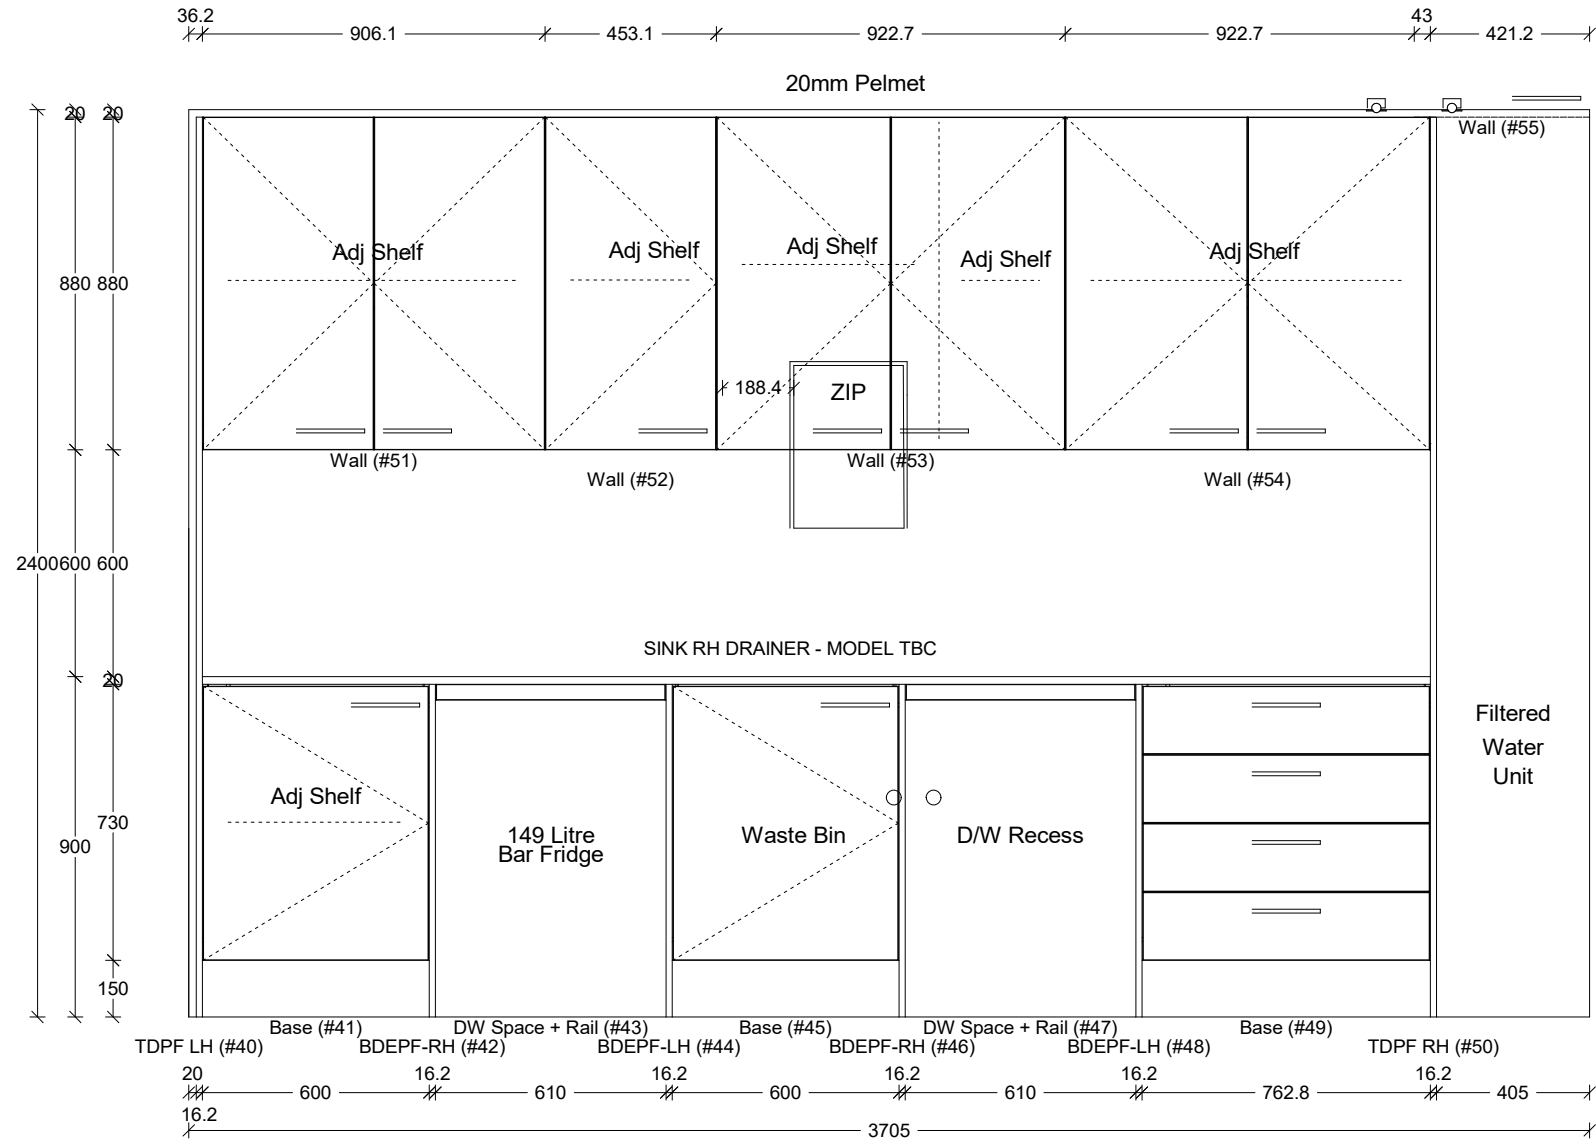 36.2
906.1
453.1
922.7
922.7
43
421.2
20mm Pelmet
20
20
Wall (#55)
Adj Shelf
Adj Shelf
Adj Shelf
Adj Shelf
Adj Shelf
880
880
188.4
ZIP
Wall (#51)
Wall (#52)
Wall (#53)
Wall (#54)
2400
600
600
SINK RH DRAINER - MODEL TBC
20
Filtered
Water
Unit
Adj Shelf
730
900
149 Litre
Bar Fridge
Waste Bin
D/W Recess
150
Base (#41)
DW Space + Rail (#43)
Base (#45)
DW Space + Rail (#47)
Base (#49)
TDPF LH (#40)
BDEPF-RH (#42)
BDEPF-LH (#44)
BDEPF-RH (#46)
BDEPF-LH (#48)
TDPF RH (#50)
20
16.2
16.2
16.2
16.2
16.2
600
610
600
610
762.8
405
16.2
3705